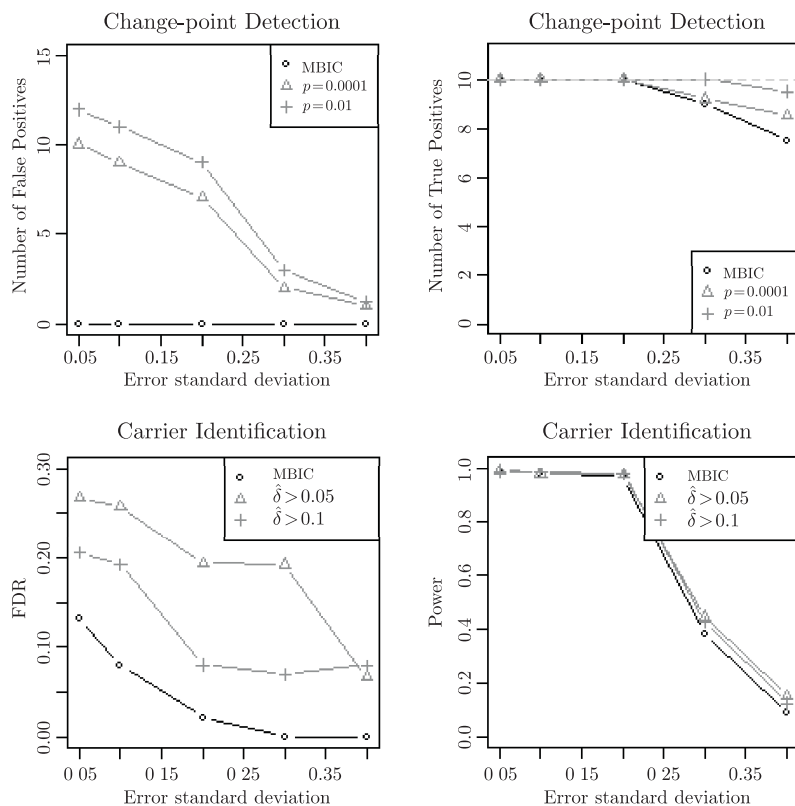 Change-point Detection
Number of False Positives
15
10
5
0
MBIC
p=0.0001
p=0.01
0.05
0.15
0.25
0.35
Error standard deviation
Change-point Detection
Number of True Positives
10
8
6
4
2
0
MBIC
p=0.0001
p=0.01
0.05
0.15
0.25
0.35
Error standard deviation
Carrier Identification
FDR
0.30
0.20
0.10
0.00
MBIC
δ̂>0.05
δ̂>0.1
0 05
0 15
0 25
0.35
Error standard deviation
Carrier Identification
Power
1.0
0.8
0.6
0.4
0.2
0.0
MBIC
δ̂>0.05
δ̂>0.1
0 05
0 15
0 25
0.35
Error standard deviation